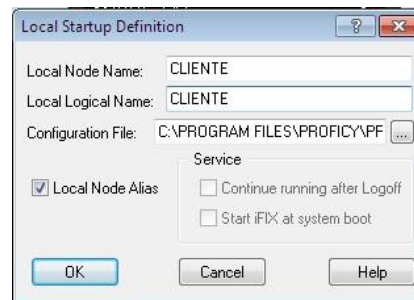 Local Startup Definition
Local Node Name: CLIENTE
Local Logical Name: CLIENTE
Configuration File: C:\PROGRAM FILES\PROFICY\PF ...
Service
Local Node Alias
Continue running after Logoff
Start iFIX at system boot
OK Cancel Help